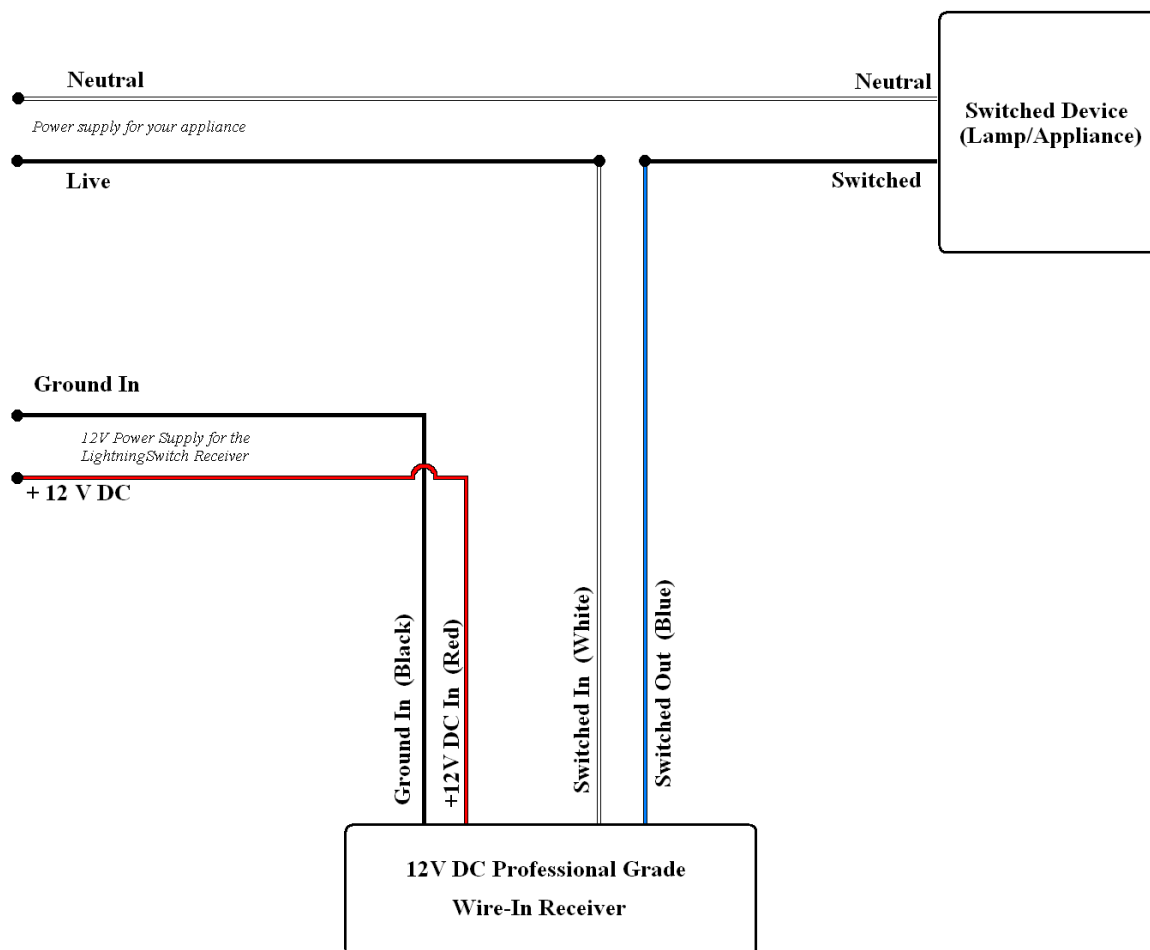 Neutral
Neutral
Power supply for your appliance
Live
Switched
Switched Device
(Lamp/Appliance)
Ground In
12V Power Supply for the
LightningSwitch Receiver
+ 12 V DC
Ground In (Black)
+12V DC In (Red)
Switched In (White)
Switched Out (Blue)
12V DC Professional Grade
Wire-In Receiver